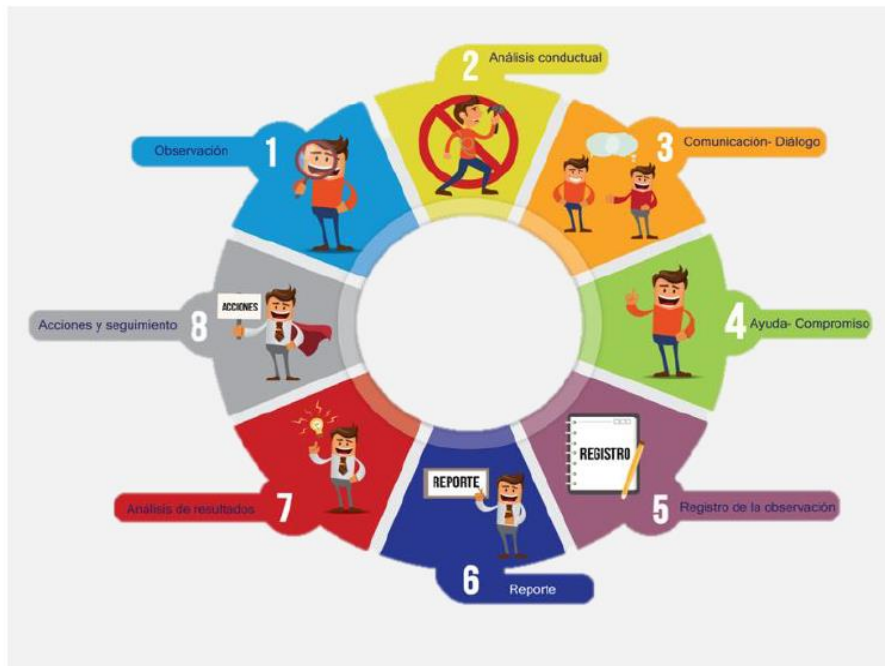 1
Observación
2
Análisis conductual
3
Comunicación- Diálogo
4
Ayuda- Compromiso
5
Registro de la observación
REGISTRO
6
Reporte
REPORTE
7
Análisis de resultados
8
Acciones y seguimiento
ACCIONES